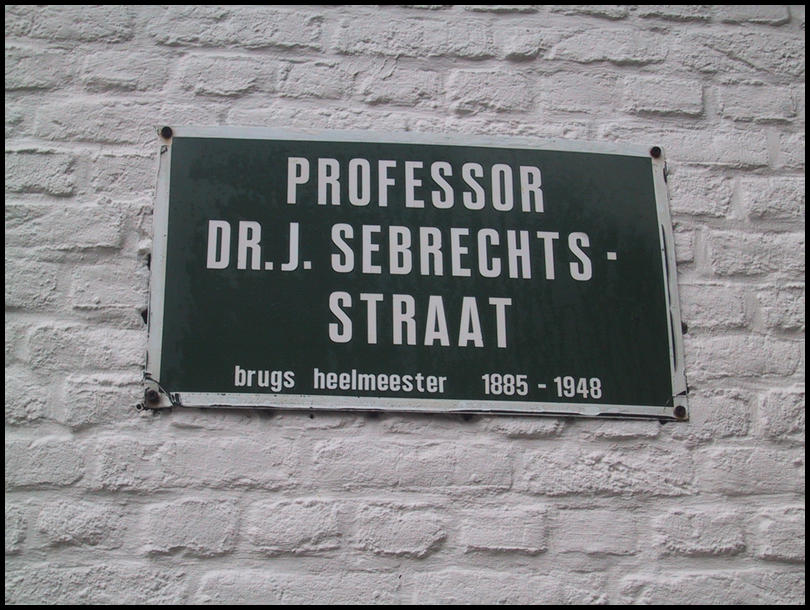 PROFESSOR
DR. J. SEBRECHTS-
STRAAT
brugs heelmeester 1885 - 1948